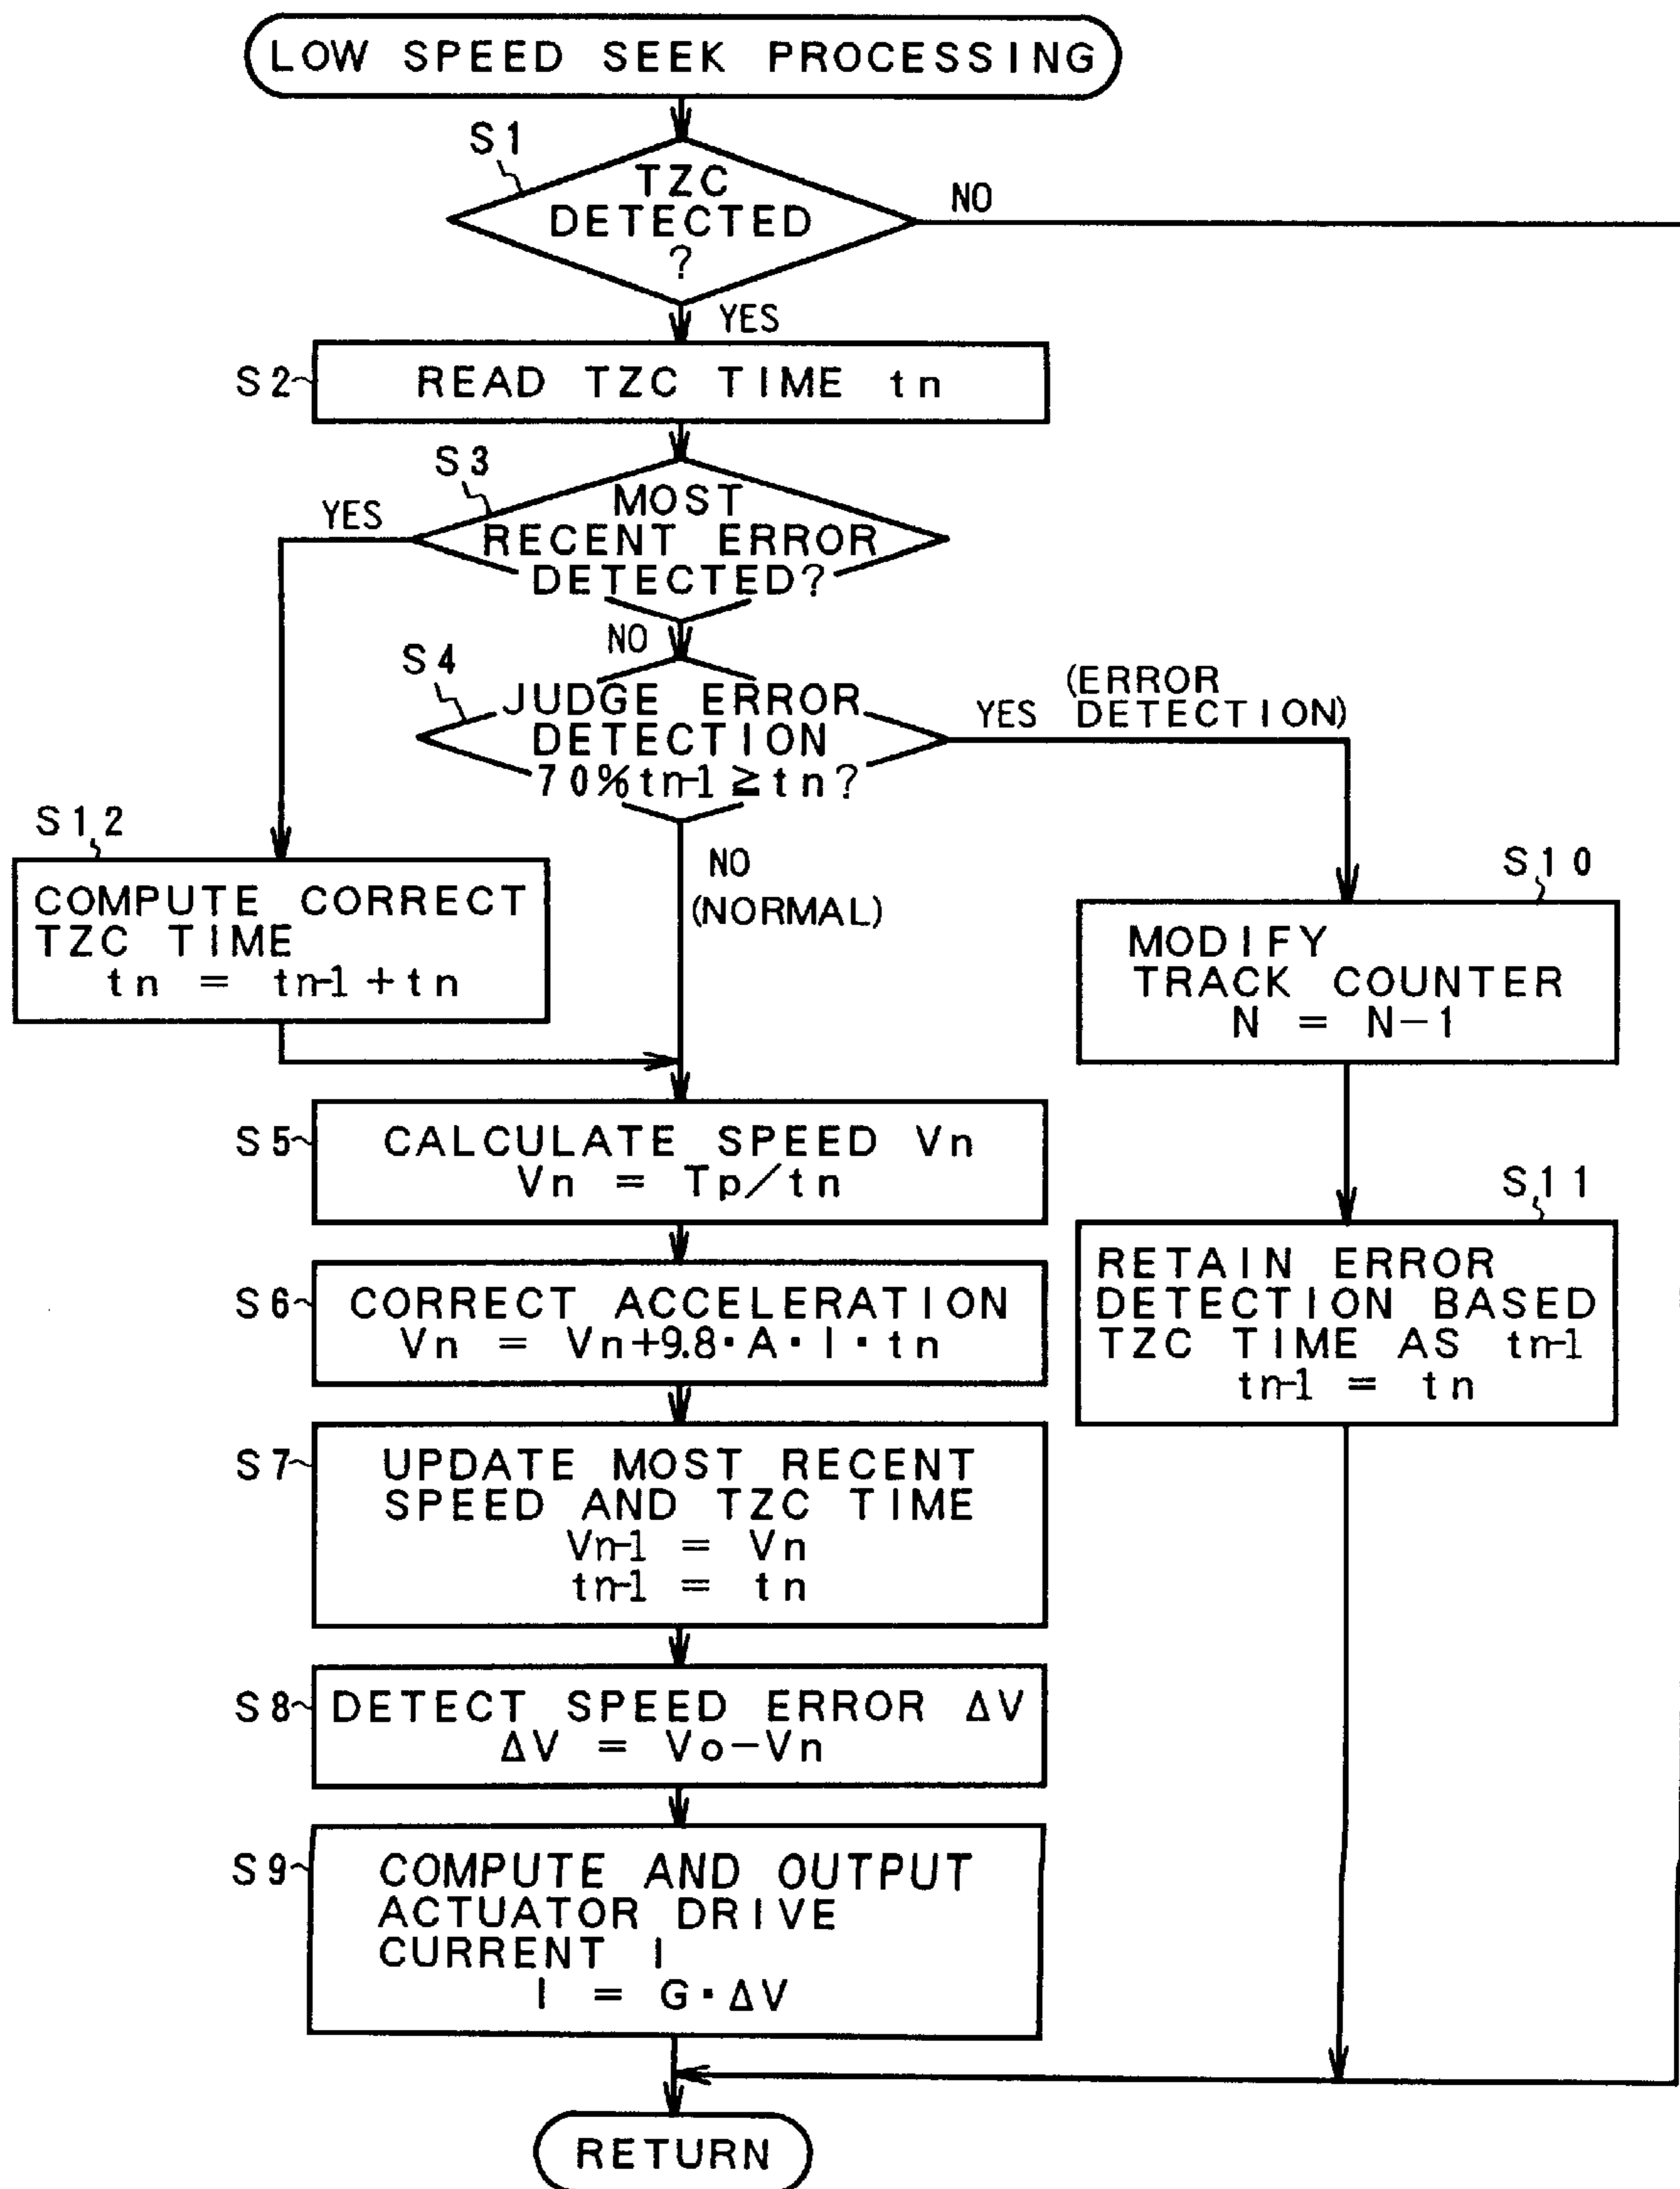 LOW SPEED SEEK PROCESSING
S1
TZC
DETECTED
?
NO
YES
S2
READ TZC TIME tn
S3
MOST
RECENT ERROR
DETECTED?
YES
NO
S4
JUDGE ERROR
DETECTION
70%tn-1≧tn?
YES
(ERROR
DETECTION)
NO
(NORMAL)
S12
COMPUTE CORRECT
TZC TIME
tn = tn-1+tn
S10
MODIFY
TRACK COUNTER
N = N-1
S5
CALCULATE SPEED Vn
Vn = Tp/tn
S11
RETAIN ERROR
DETECTION BASED
TZC TIME AS tn-1
tn-1 = tn
S6
CORRECT ACCELERATION
Vn = Vn+9.8·A·I·tn
S7
UPDATE MOST RECENT
SPEED AND TZC TIME
Vn-1 = Vn
tn-1 = tn
S8
DETECT SPEED ERROR ΔV
ΔV = Vo-Vn
S9
COMPUTE AND OUTPUT
ACTUATOR DRIVE
CURRENT I
I = G·ΔV
RETURN